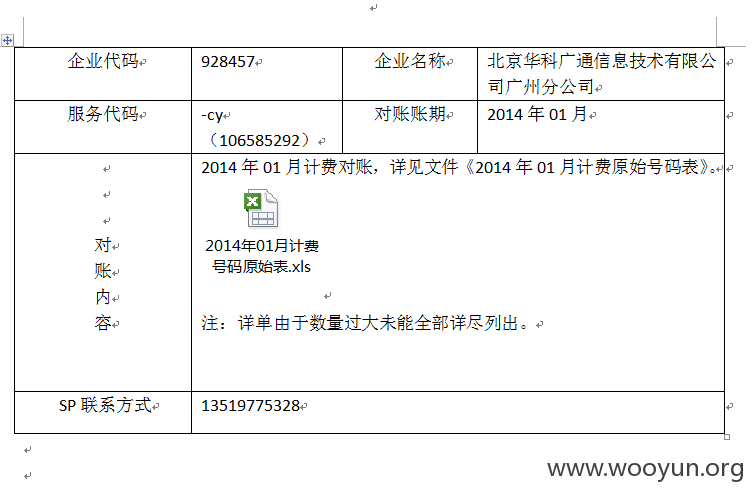 企业代码 928457 企业名称 北京华科广通信息技术有限公
司广州分公司
服务代码 -cy 对账账期 2014 年 01 月
（106585292）
2014 年 01 月计费对账，详见文件《2014 年 01 月计费原始号码表》。
2014年01月计费
号码原始表.xls
对
账
内
容
注：详单由于数量过大未能全部详尽列出。
SP 联系方式 13519775328
www.wooyun.org